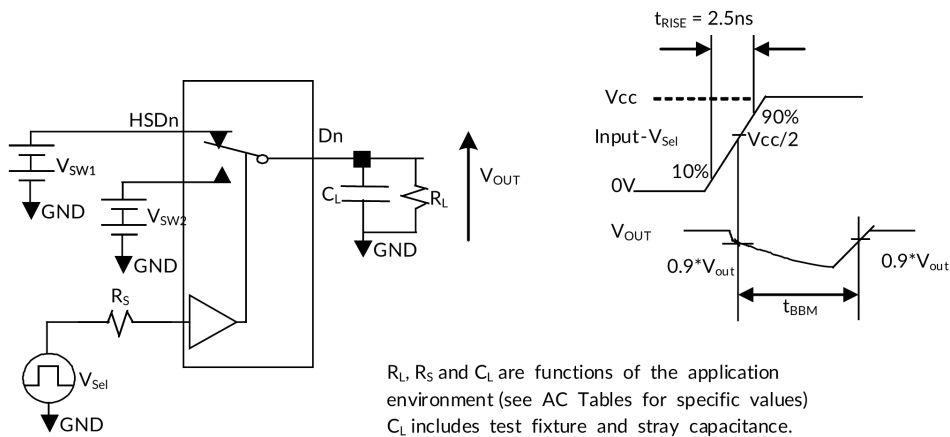 HSDn
Dn
V_SW1
GND
V_SW2
GND
C_L
R_L
GND
V_OUT
R_S
V_Sel
GND
t_RISE = 2.5ns
Vcc
90%
Input-V_Sel
Vcc/2
10%
0V
V_OUT
0.9*V_out
0.9*V_out
t_BBM
R_L, R_S and C_L are functions of the application
environment (see AC Tables for specific values)
C_L includes test fixture and stray capacitance.